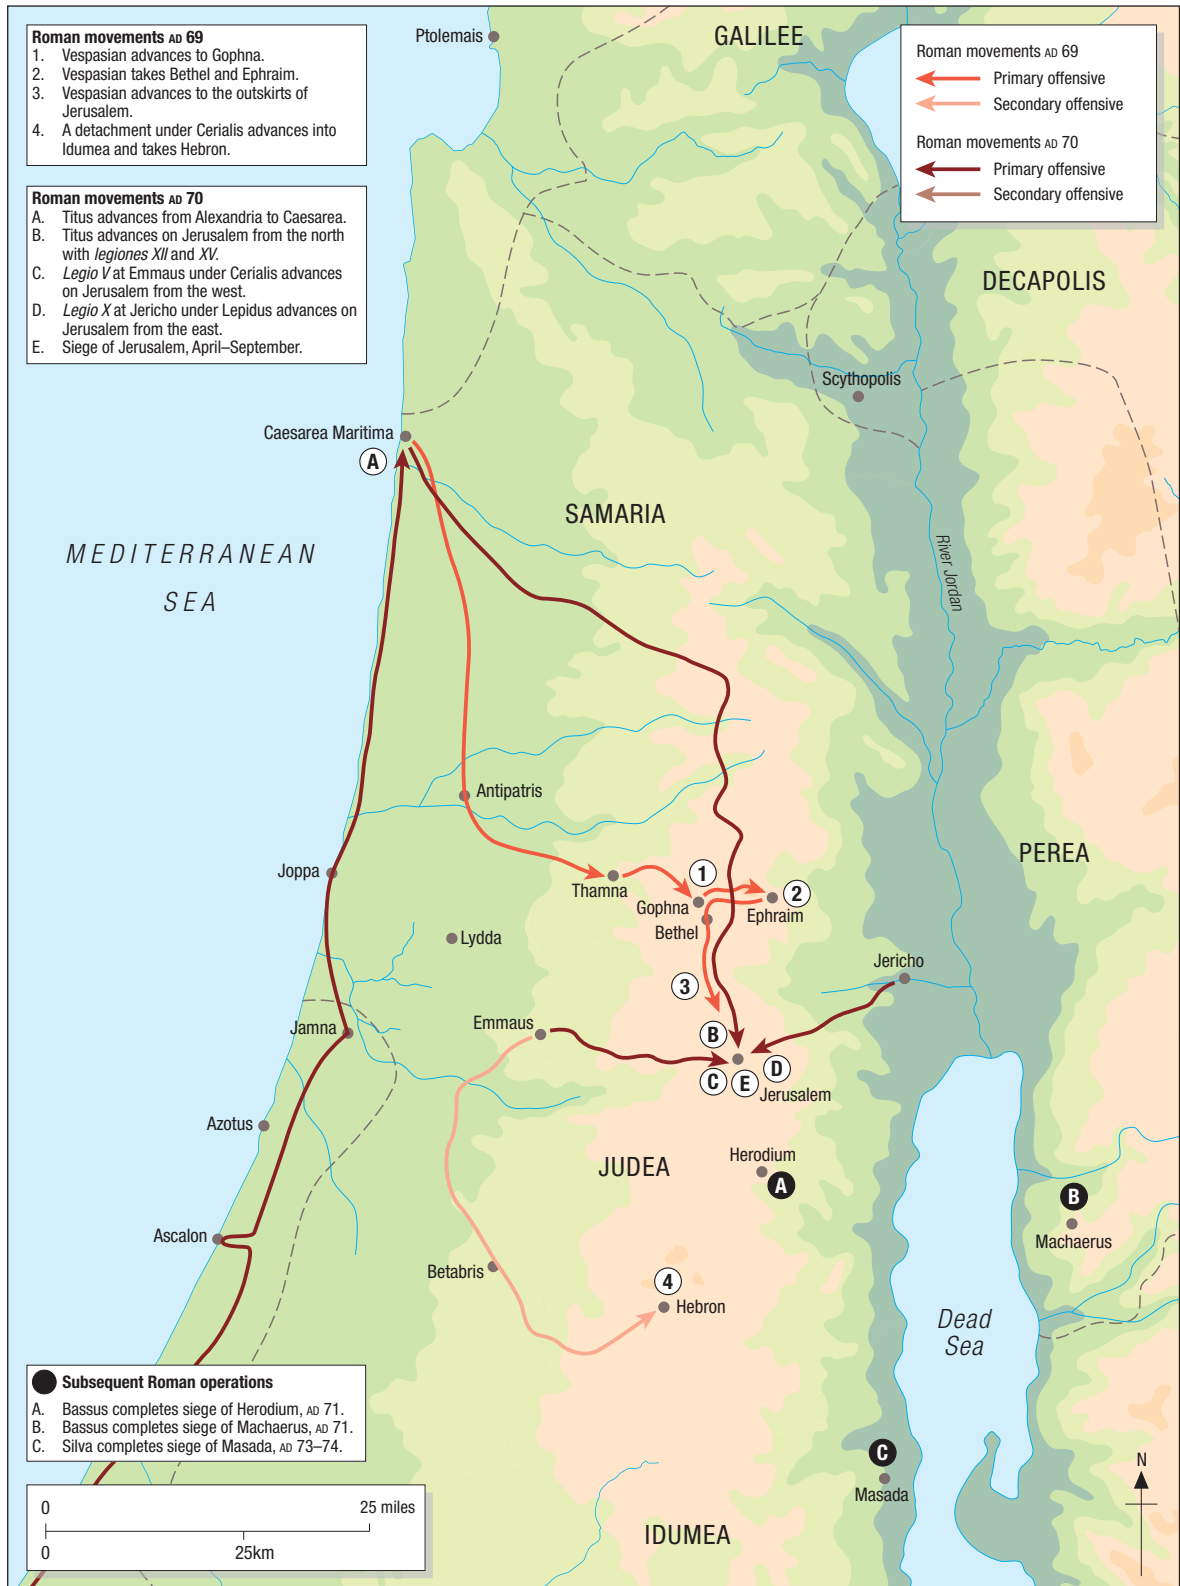 Roman movements AD 69
1. Vespasian advances to Gophna.
2. Vespasian takes Bethel and Ephraim.
3. Vespasian advances to the outskirts of
Jerusalem.
4. A detachment under Cerialis advances into
Idumea and takes Hebron.
Roman movements AD 70
A. Titus advances from Alexandria to Caesarea.
B. Titus advances on Jerusalem from the north
with legiones XII and XV.
C. Legio V at Emmaus under Cerialis advances
on Jerusalem from the west.
D. Legio X at Jericho under Lepidus advances on
Jerusalem from the east.
E. Siege of Jerusalem, April–September.
Roman movements AD 69
Primary offensive
Secondary offensive
Roman movements AD 70
Primary offensive
Secondary offensive
Ptolemais
GALILEE
DECAPOLIS
Scythopolis
Caesarea Maritima
A
SAMARIA
MEDITERRANEAN
SEA
River Jordan
Antipatris
PEREA
Joppa
Thamna
1
Gophna
2
Ephraim
Bethel
Lydda
Jericho
3
Emmaus
Jamna
B
C
E
D
Jerusalem
Azotus
JUDEA
Herodium
A
B
Machaerus
Ascalon
Betabris
4
Hebron
Dead
Sea
C
Masada
IDUMEA
N
Subsequent Roman operations
A. Bassus completes siege of Herodium, AD 71.
B. Bassus completes siege of Machaerus, AD 71.
C. Silva completes siege of Masada, AD 73–74.
0 25 miles
0 25km